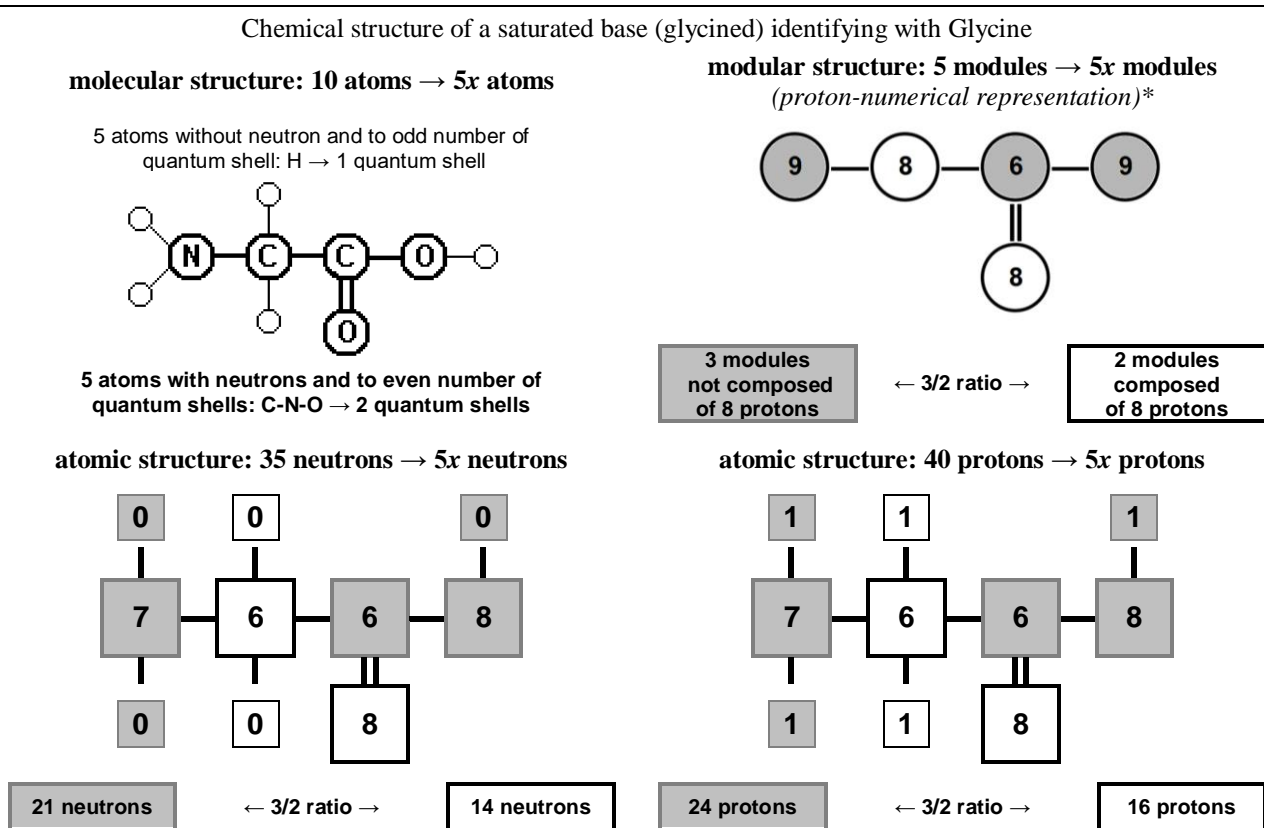 Chemical structure of a saturated base (glycined) identifying with Glycine
molecular structure: 10 atoms → 5x atoms
5 atoms without neutron and to odd number of
quantum shell: H → 1 quantum shell
N C C O
O
5 atoms with neutrons and to even number of
quantum shells: C-N-O → 2 quantum shells
modular structure: 5 modules → 5x modules
(proton-numerical representation)*
9 8 6 9
8
3 modules
not composed
of 8 protons
← 3/2 ratio →
2 modules
composed
of 8 protons
atomic structure: 35 neutrons → 5x neutrons
0 0 0
7 6 6 8
0 0 8
21 neutrons ← 3/2 ratio → 14 neutrons
atomic structure: 40 protons → 5x protons
1 1 1
7 6 6 8
1 1 8
24 protons ← 3/2 ratio → 16 protons